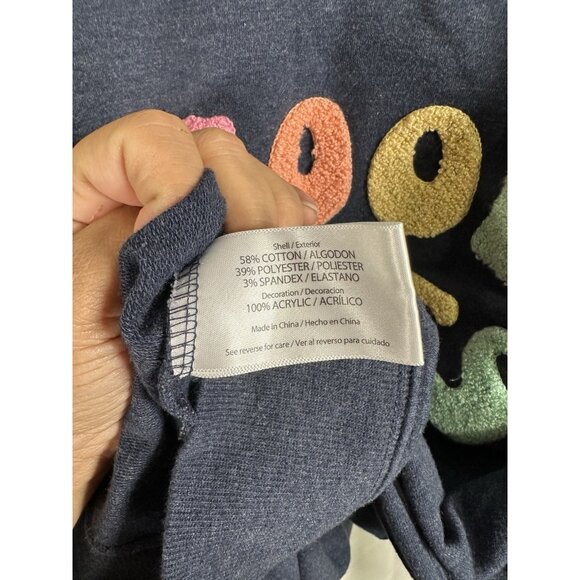 Shell / Exterior
58% COTTON / ALGODON
39% POLYESTER / POLIESTER
3% SPANDEX / ELASTANO
Decoration / Decoracion
100% ACRYLIC / ACRÍLICO
Made in China / Hecho en China
See reverse for care / Ver al reverso para cuidado